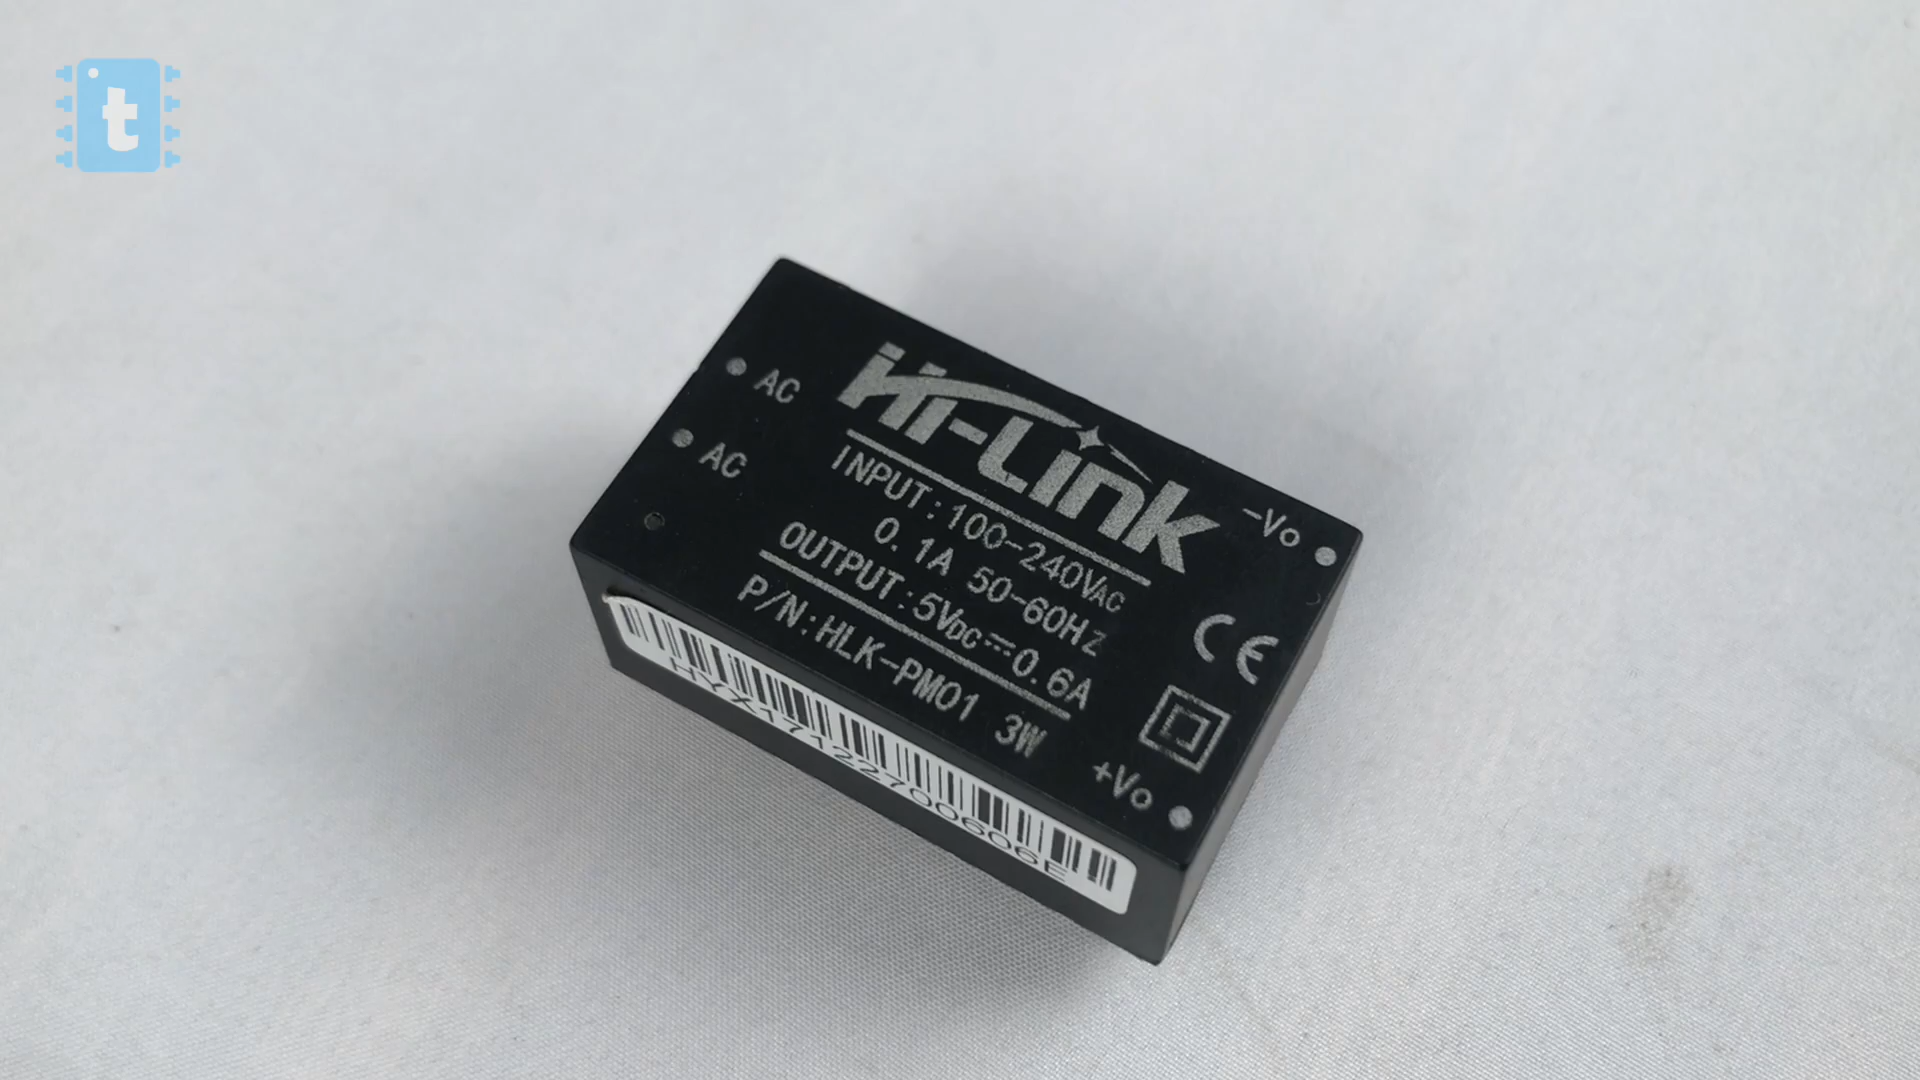 t
AC
AC
Hi-Link
INPUT:100-240VAC
0.1A 50-60HZ
OUTPUT:5VDC⎓0.6A
P/N:HLK-PM01 3W
-Vo
CE
+Vo
HYX17122700606E